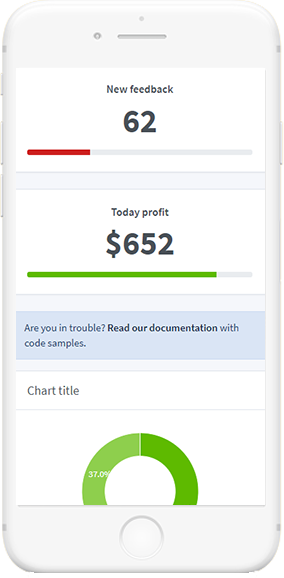 New feedback
62
Today profit
$652
Are you in trouble? Read our documentation with
code samples.
Chart title
37.0%